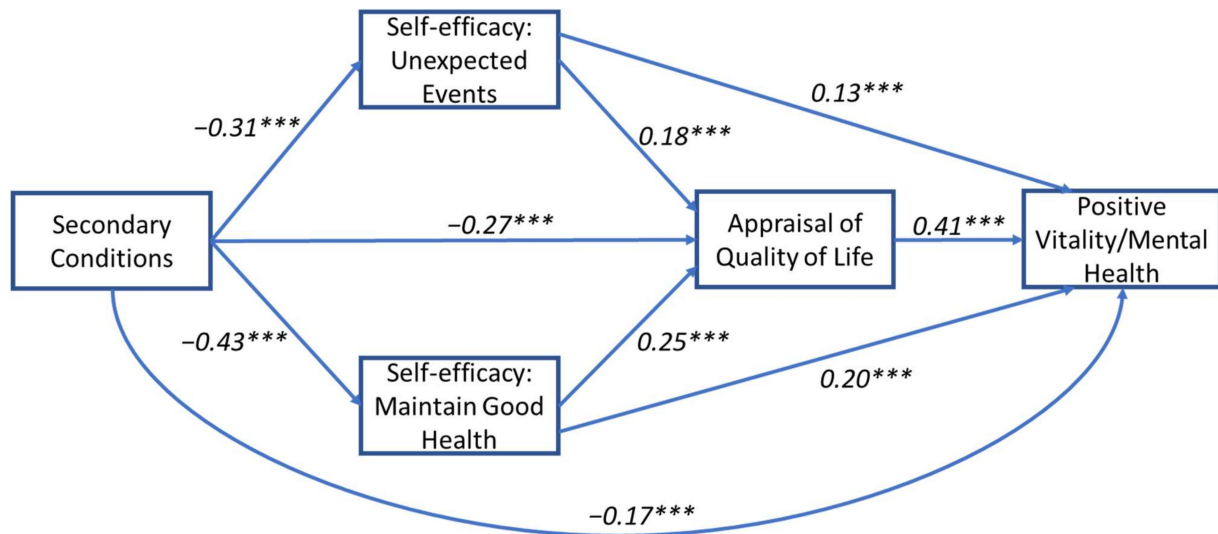 Self-efficacy:
Unexpected
Events
0.13***
−0.31***
0.18***
Secondary
Conditions
−0.27***
Appraisal of
Quality of Life
0.41***
Positive
Vitality/Mental
Health
−0.43***
0.25***
Self-efficacy:
Maintain Good
Health
0.20***
−0.17***